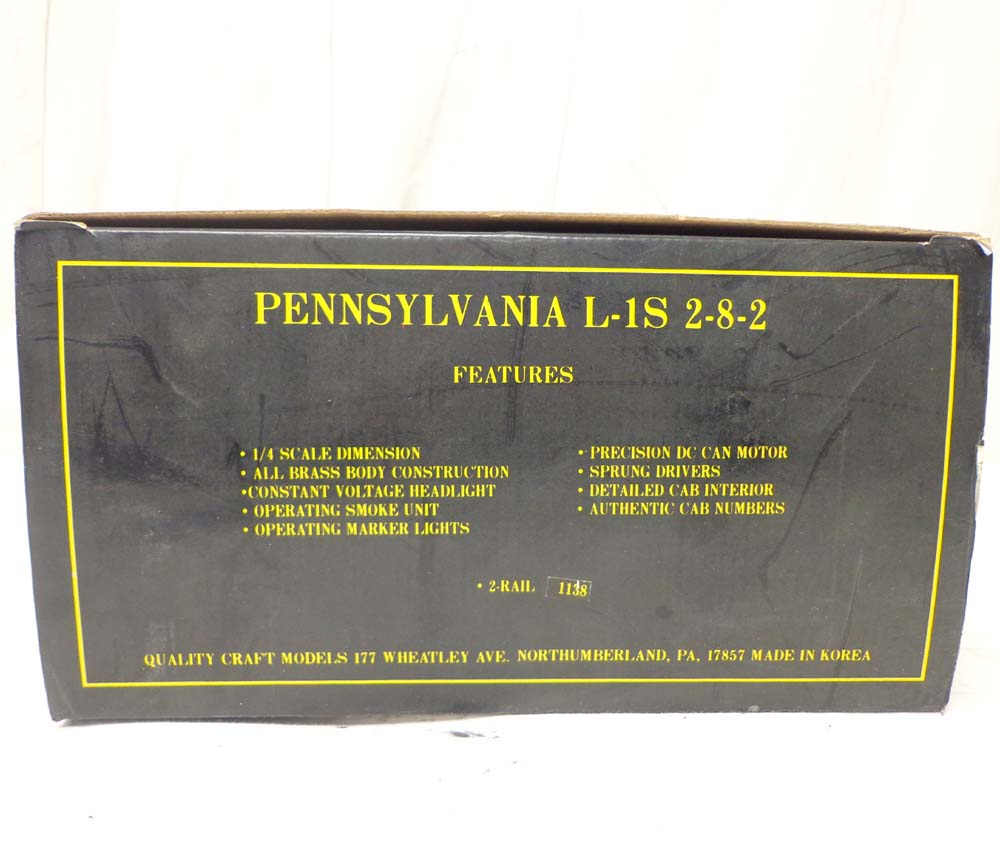 PENNSYLVANIA L-1S 2-8-2
FEATURES
• 1/4 SCALE DIMENSION
• ALL BRASS BODY CONSTRUCTION
•CONSTANT VOLTAGE HEADLIGHT
• OPERATING SMOKE UNIT
• OPERATING MARKER LIGHTS
• PRECISION DC CAN MOTOR
• SPRUNG DRIVERS
• DETAILED CAB INTERIOR
• AUTHENTIC CAB NUMBERS
• 2-RAIL 1138
QUALITY CRAFT MODELS 177 WHEATLEY AVE. NORTHUMBERLAND, PA, 17857 MADE IN KOREA